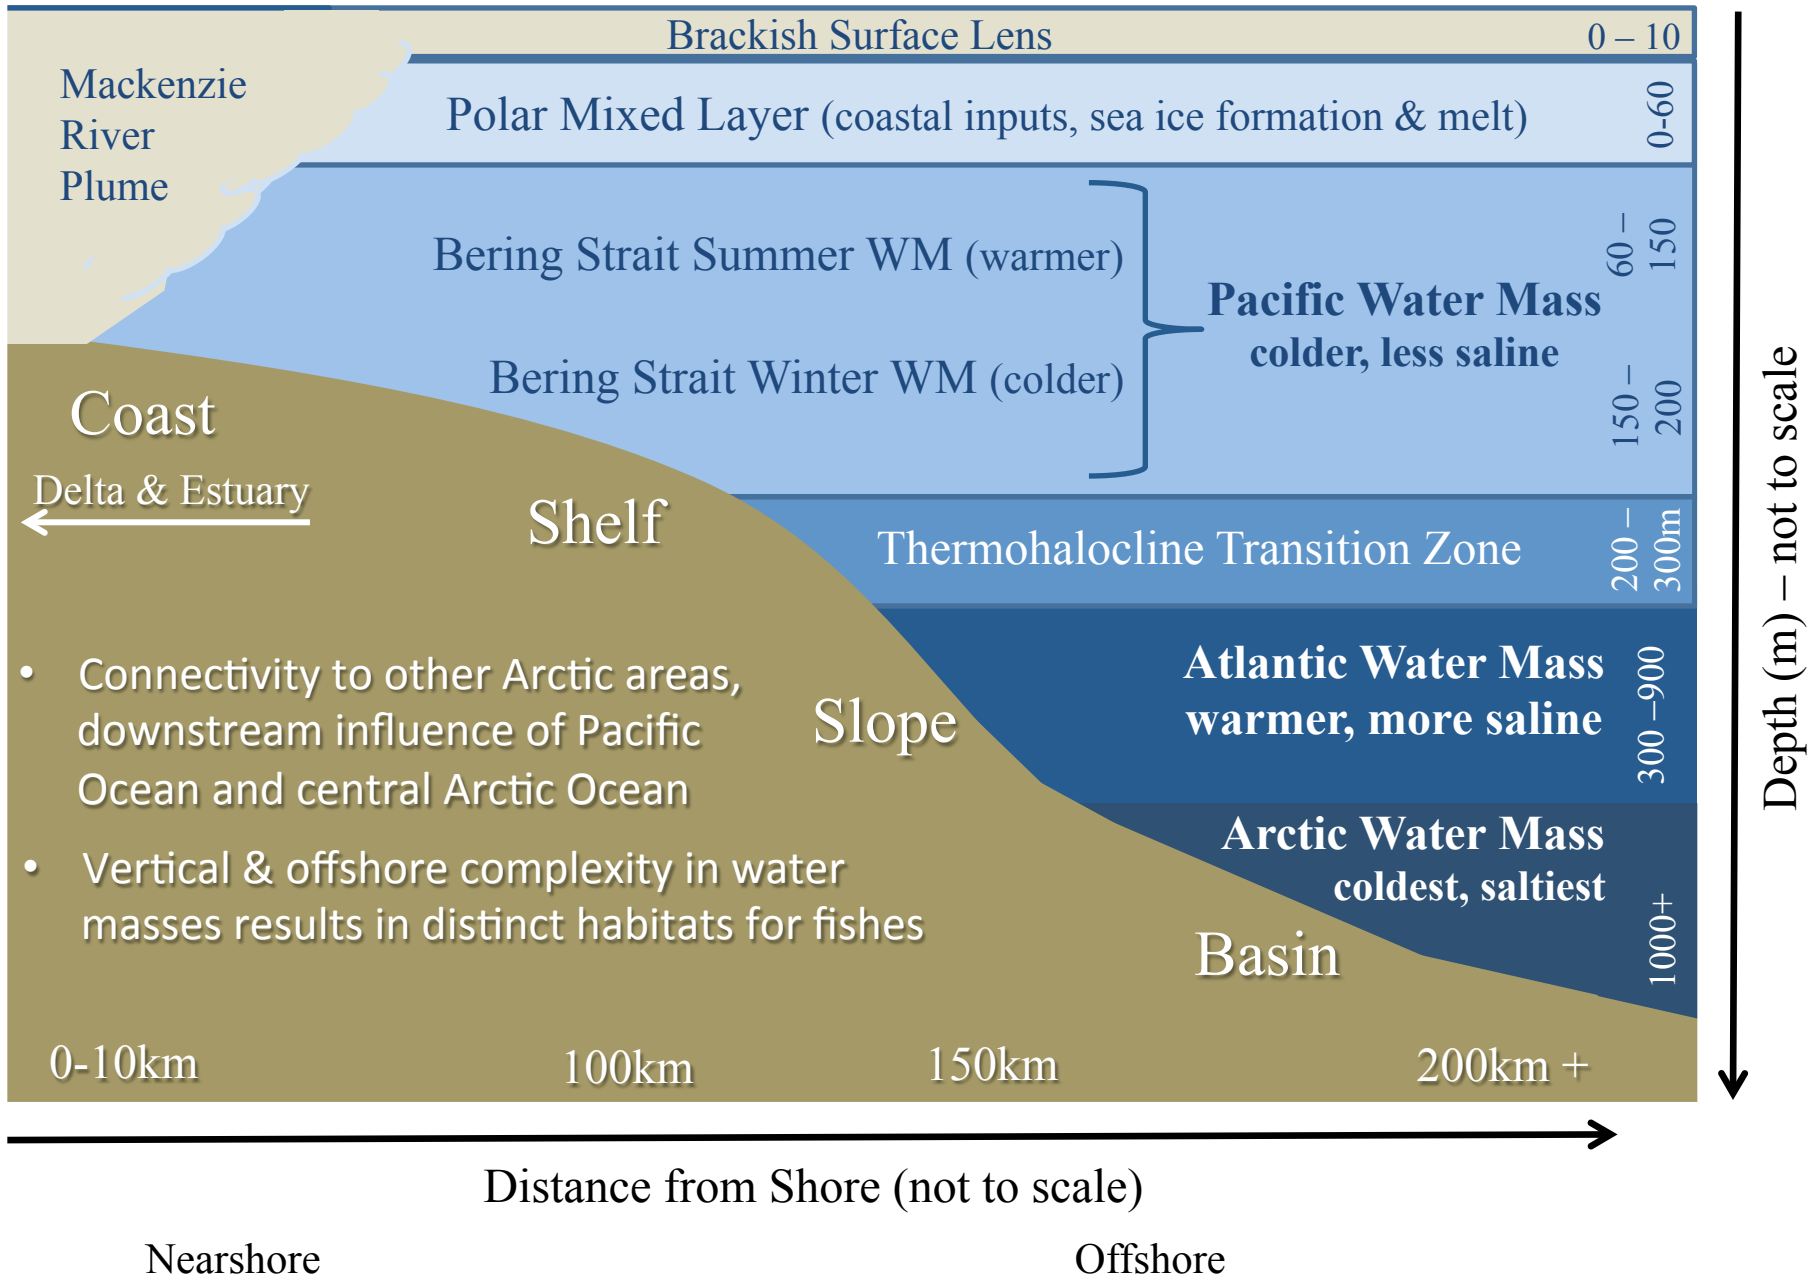 Brackish Surface Lens
0 – 10
Mackenzie
River
Plume
Polar Mixed Layer (coastal inputs, sea ice formation & melt)
0-60
Bering Strait Summer WM (warmer)
60 –
150
Pacific Water Mass
colder, less saline
Bering Strait Winter WM (colder)
150 –
200
Coast
Delta & Estuary
Shelf
Thermohalocline Transition Zone
200 –
300m
Atlantic Water Mass
warmer, more saline
300 –900
Slope
• Connectivity to other Arctic areas,
downstream influence of Pacific
Ocean and central Arctic Ocean
• Vertical & offshore complexity in water
masses results in distinct habitats for fishes
Arctic Water Mass
coldest, saltiest
1000+
Basin
0-10km
100km
150km
200km +
Depth (m) – not to scale
Distance from Shore (not to scale)
Nearshore
Offshore